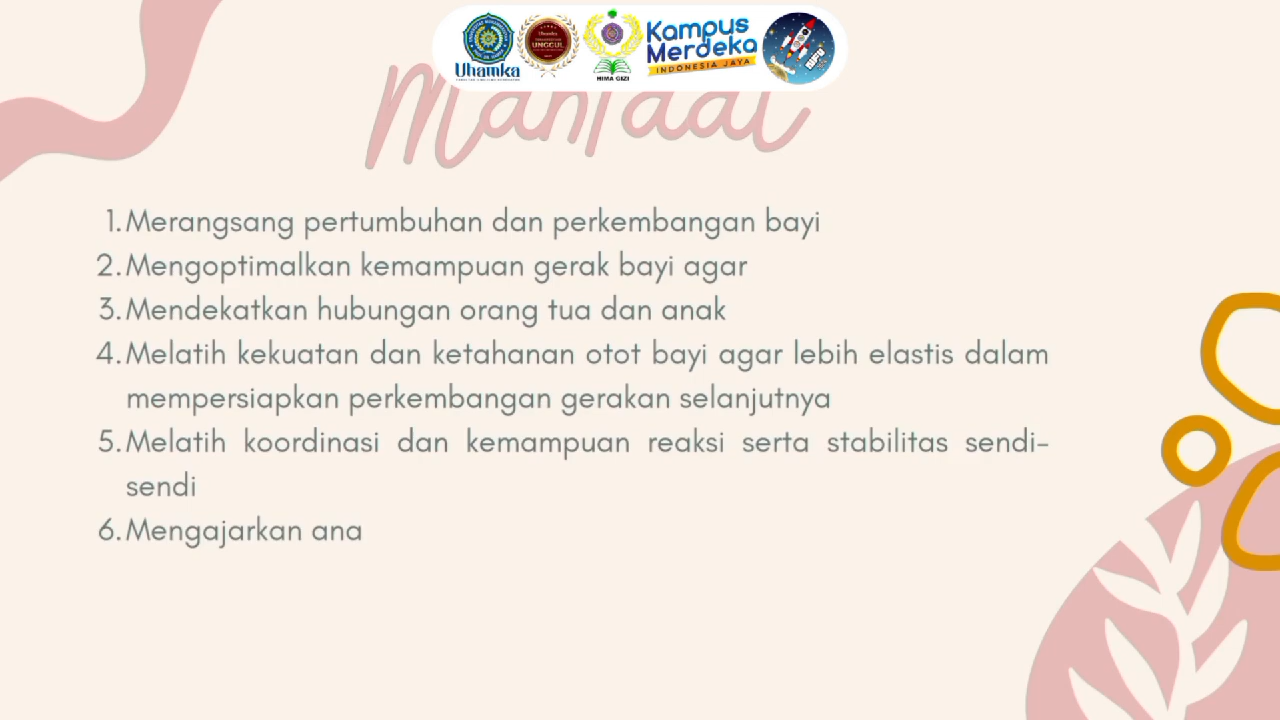 Uhamka
UNGGUL
HIMA GIZI
Kampus
Merdeka
INDONESIA JAYA
Manfaat
1. Merangsang pertumbuhan dan perkembangan bayi
2. Mengoptimalkan kemampuan gerak bayi agar
3. Mendekatkan hubungan orang tua dan anak
4. Melatih kekuatan dan ketahanan otot bayi agar lebih elastis dalam
mempersiapkan perkembangan gerakan selanjutnya
5. Melatih koordinasi dan kemampuan reaksi serta stabilitas sendi-
sendi
6. Mengajarkan ana